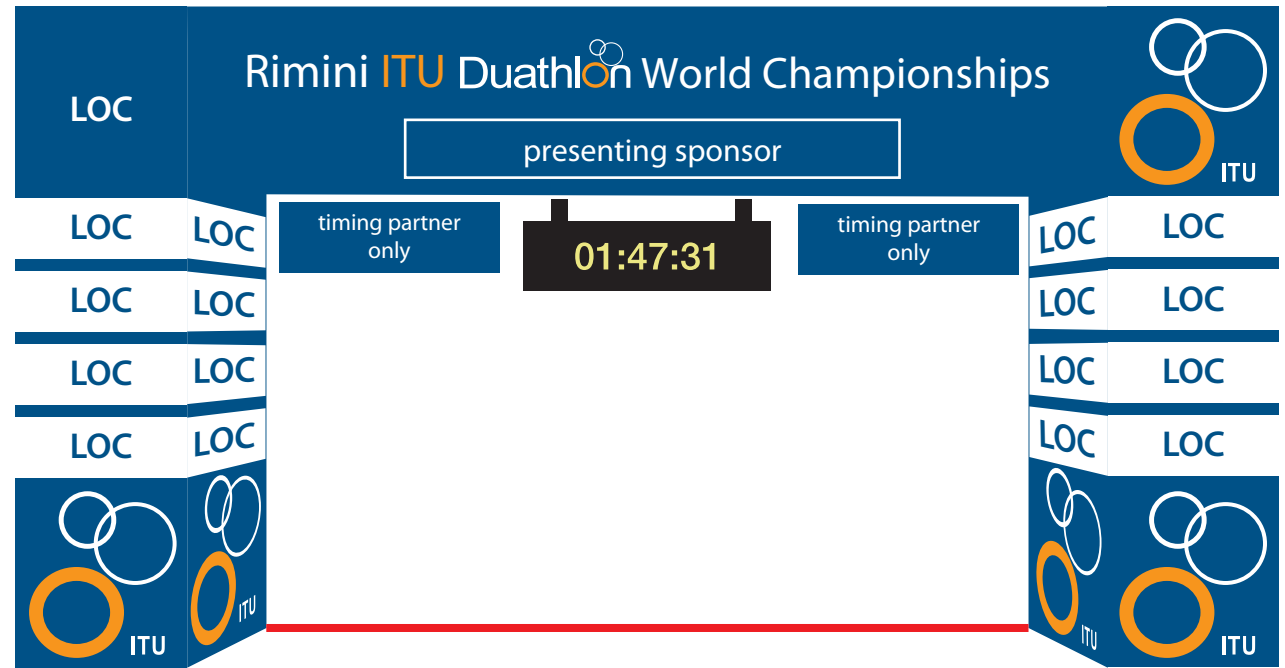 Rimini ITU Duathlon World Championships
LOC
presenting sponsor
ITU
LOC LOC timing partner only 01:47:31 timing partner only LOC LOC
LOC LOC LOC LOC
LOC LOC LOC LOC
LOC LOC LOC LOC
ITU ITU ITU ITU